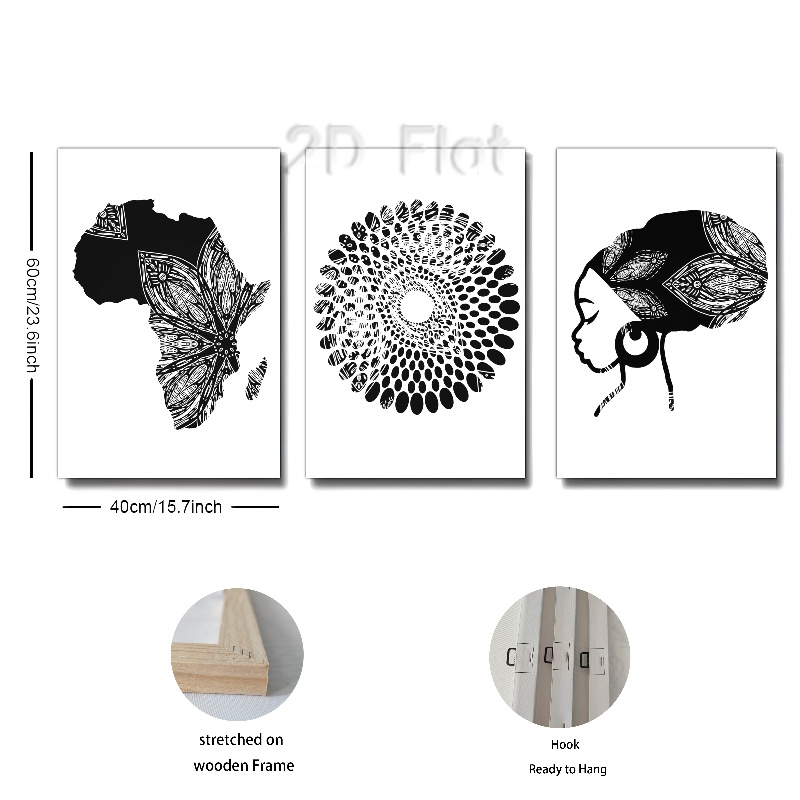 2D Flat
60cm/23.6inch
40cm/15.7inch
stretched on
wooden Frame
Hook
Ready to Hang